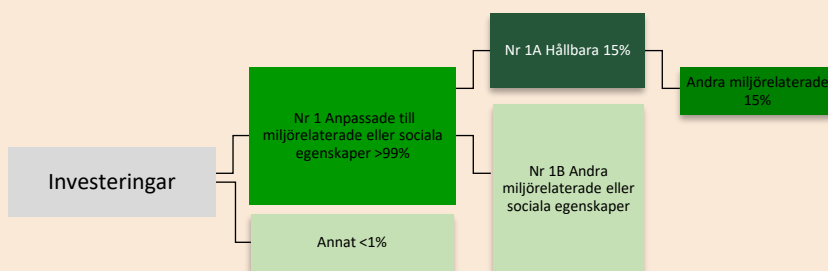 Investeringar
Nr 1 Anpassade till
miljörelaterade eller sociala
egenskaper >99%
Annat <1%
Nr 1A Hållbara 15%
Nr 1B Andra
miljörelaterade eller
sociala egenskaper
Andra miljörelaterade
15%